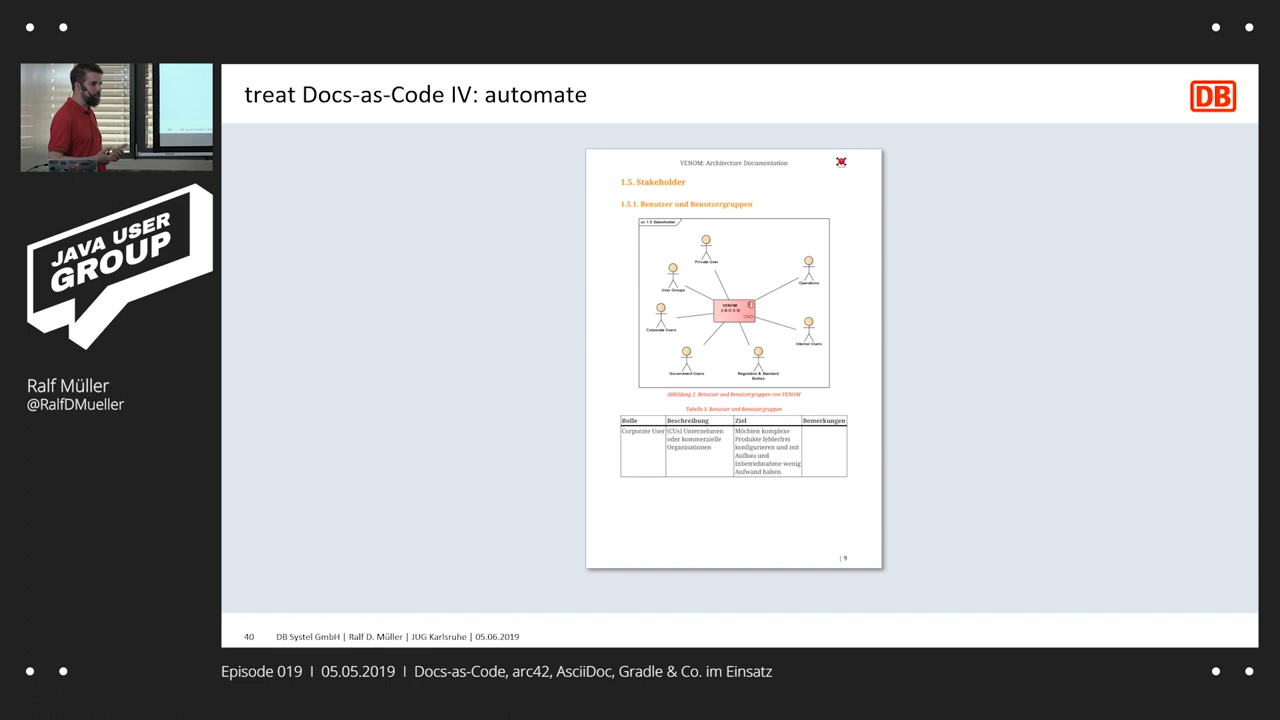 treat Docs-as-Code IV: automate
DB
JAVA USER
GROUP
Ralf Müller
@RalfDMueller
VENOM: Architecture Documentation
1.5. Stakeholder
1.5.1. Benutzer und Benutzergruppen
uc 1.5 Stakeholder
Private User
User Groups
Operations
VENOM
Corporate Users
Internal Users
Government Users
Regulation & Standard
Bodies
Abbildung 2. Benutzer und Benutzergruppen von VENOM
Tabelle 3. Benutzer und Benutzergruppen
Rolle Beschreibung Ziel Bemerkungen
Corporate User (CUs) Unternehmen Möchten komplexe
oder kommerzielle Produkte fehlerfrei
Organisationen konfigurieren und mit
Aufbau und
Inbetriebnahme wenig
Aufwand haben.
| 9
40 DB Systel GmbH | Ralf D. Müller | JUG Karlsruhe | 05.06.2019
Episode 019 I 05.05.2019 I Docs-as-Code, arc42, AsciiDoc, Gradle & Co. im Einsatz